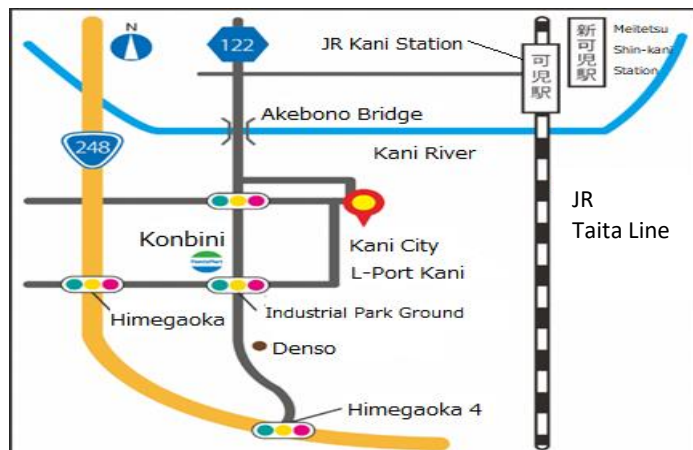 N
122
JR Kani Station
可児駅
新可児駅
Meitetsu
Shin-kani
Station
248
Akebono Bridge
Kani River
JR
Taita Line
Konbini
FamilyMart
Kani City
L-Port Kani
Himegaoka
Industrial Park Ground
Denso
Himegaoka 4